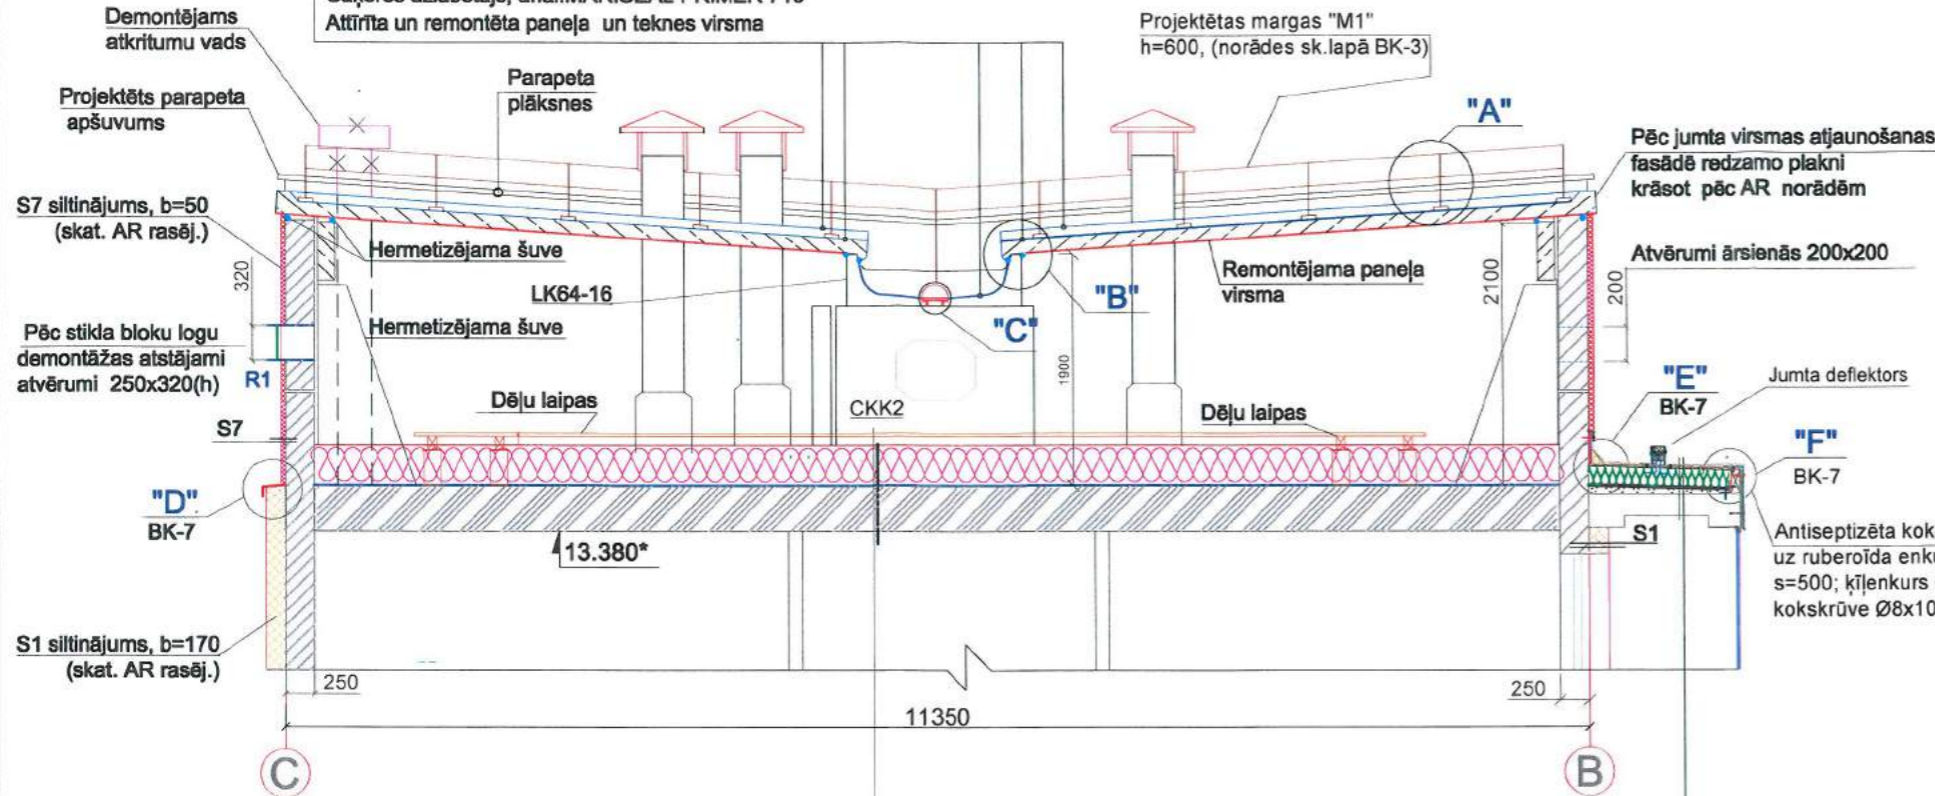 Attīrīta un remontēta paneļa un teknes virsma
Demontējams
atkritumu vads
Projektēts parapeta
apšuvums
Parapeta
plāksnes
Projektētas margas "M1"
h=600, (norādes sk.lapā BK-3)
"A"
Pēc jumta virsmas atjaunošanas
fasādē redzamo plakni
krāsot pēc AR norādēm
S7 siltinājums, b=50
(skat. AR rasēj.)
Hermetizējama šuve
320
LK64-16
"B"
"C"
Remontējama paneļa
virsma
2100
Atvērumi ārsienās 200x200
200
Hermetizējama šuve
Pēc stikla bloku logu
demontāžas atstājami
atvērumi 250x320(h)
R1
1900
Dēļu laipas
CKK2
Dēļu laipas
"E"
BK-7
Jumta deflektors
S7
"F"
BK-7
"D"
BK-7
13.380*
S1
Antiseptizēta
uz ruberoīda
s=500; ķīļenkurs
kokskrūve
S1 siltinājums, b=170
(skat. AR rasēj.)
250
250
11350
C
B